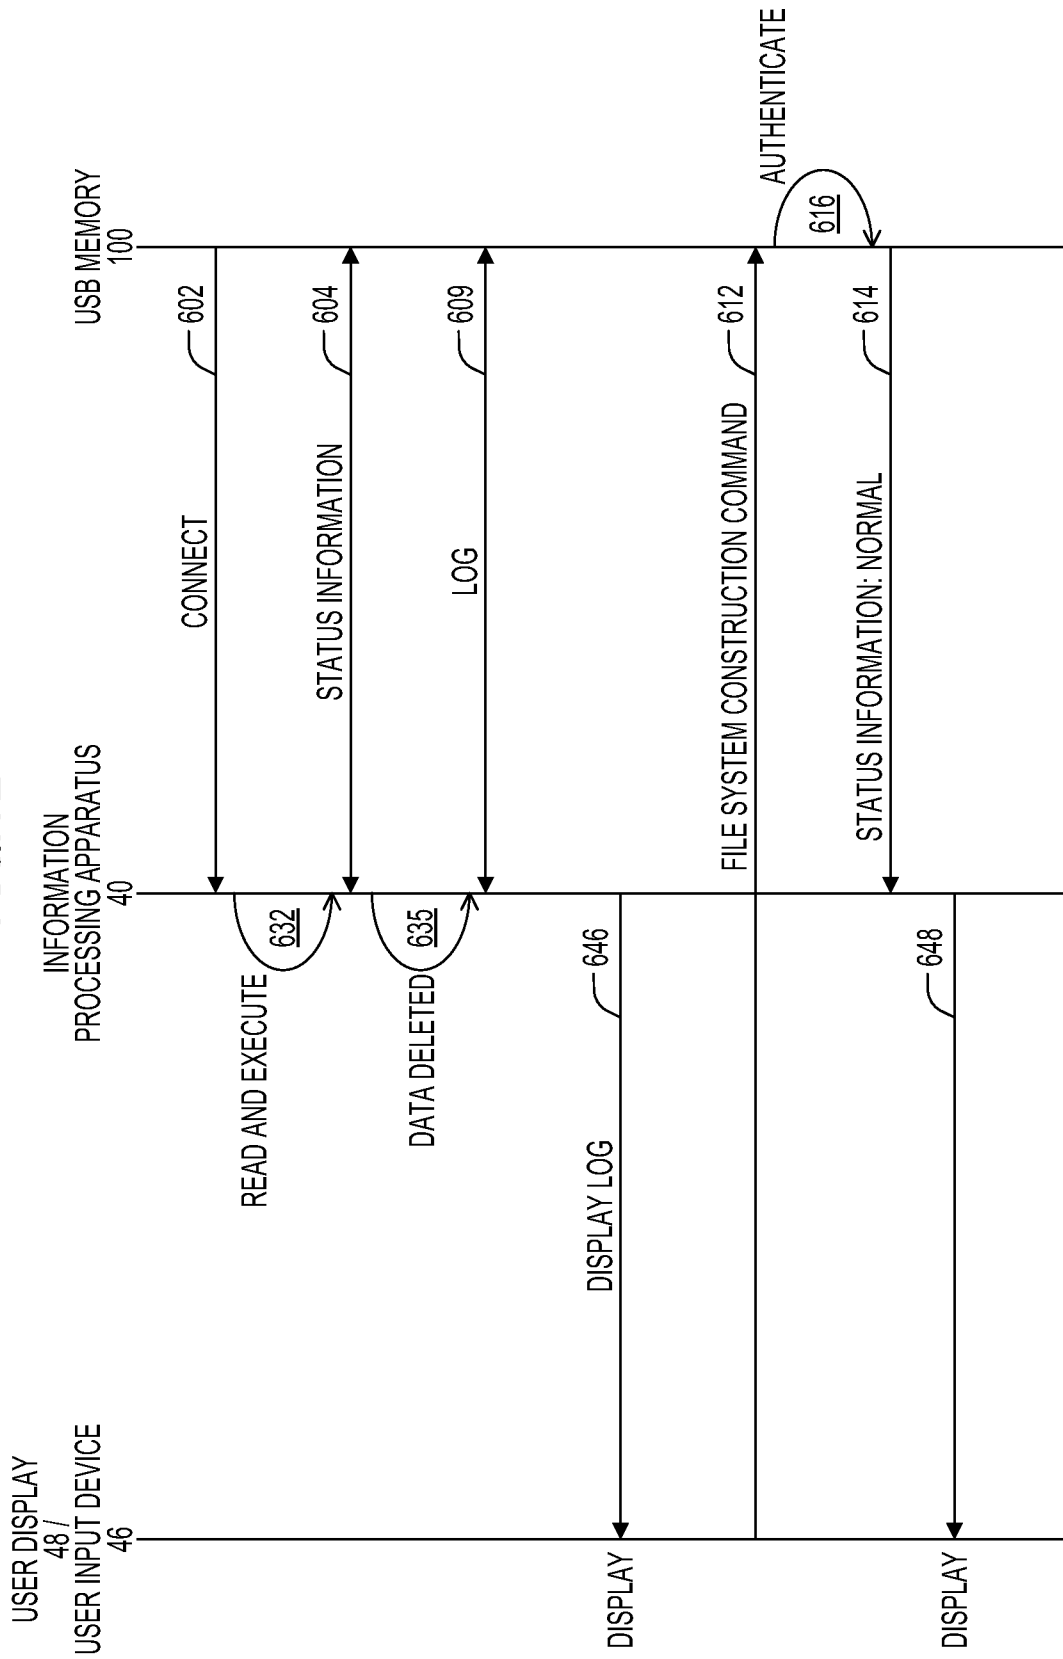 USER DISPLAY
48 /
USER INPUT DEVICE
46
INFORMATION
PROCESSING APPARATUS
40
USB MEMORY
100
CONNECT
602
READ AND EXECUTE
632
STATUS INFORMATION
604
DATA DELETED
635
LOG
609
DISPLAY
DISPLAY LOG
646
FILE SYSTEM CONSTRUCTION COMMAND
612
AUTHENTICATE
616
STATUS INFORMATION: NORMAL
614
DISPLAY
648